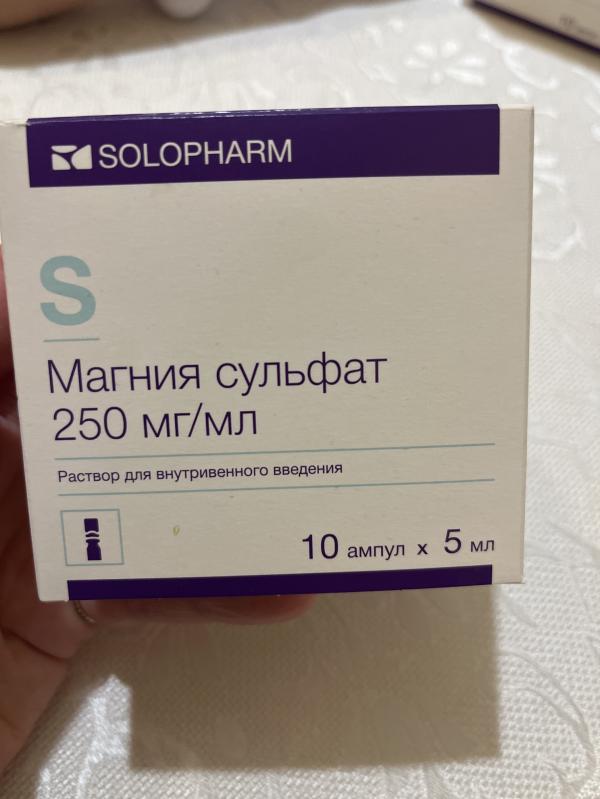 SOLOPHARM
S
Магния сульфат
250 мг/мл
Раствор для внутривенного введения
10 ампул x 5 мл